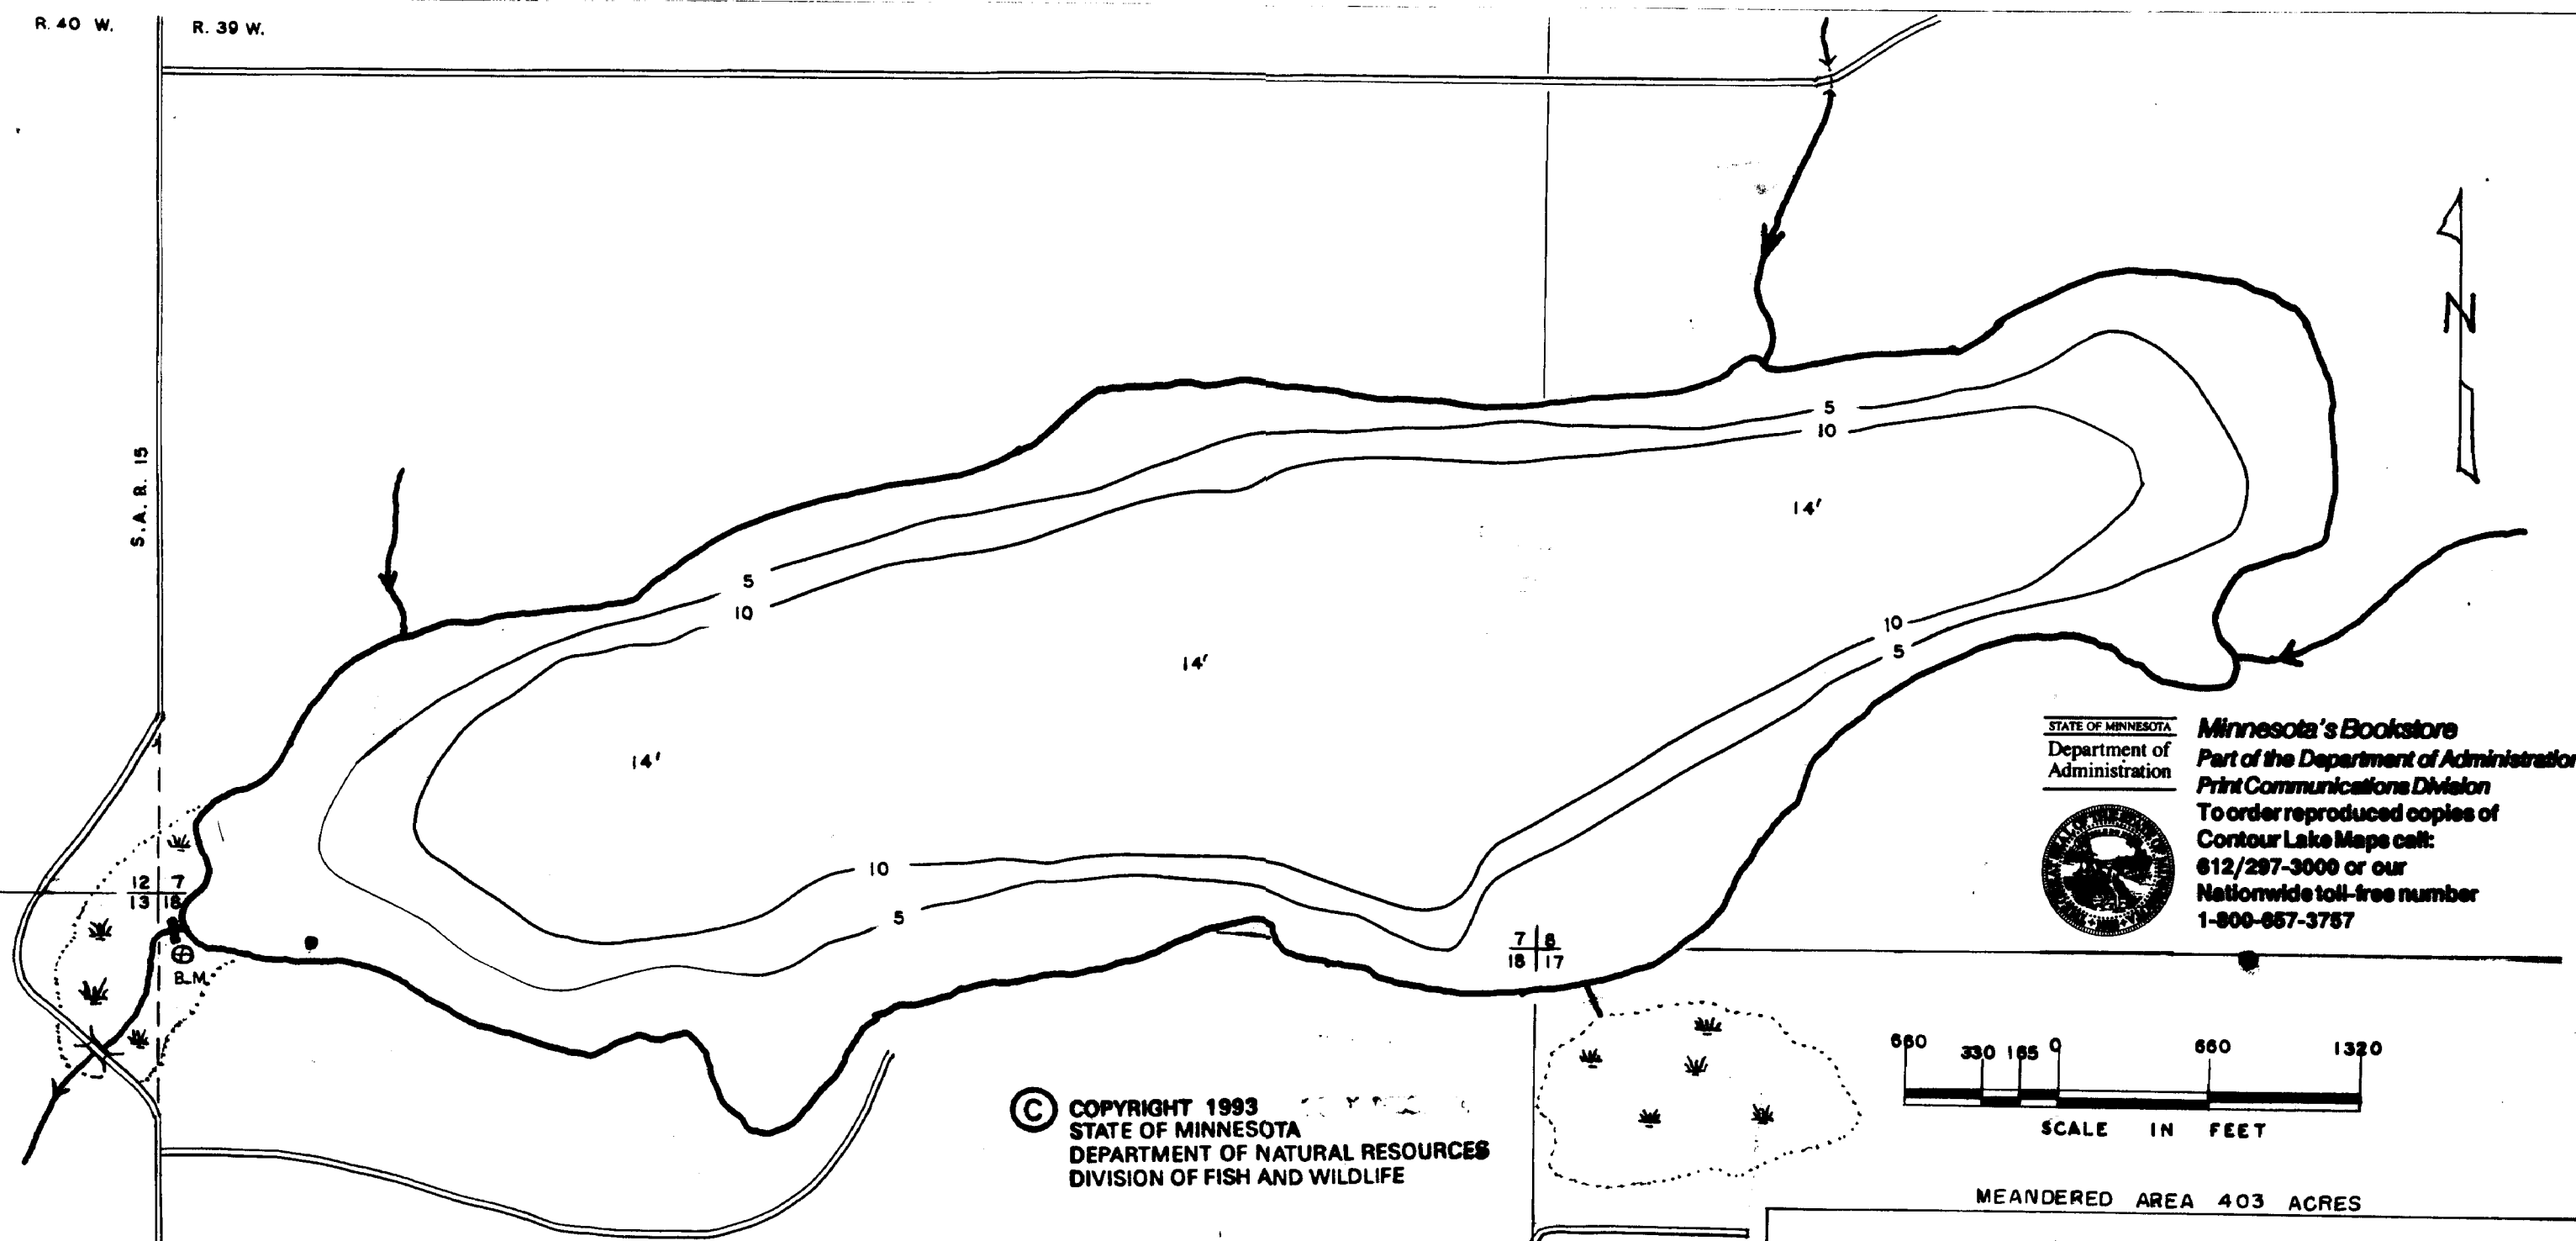 R. 40 W.
R. 39 W.
S.A.R. 15
N
5
10
14'
5
10
14'
14'
10
5
10
5
12 7
13 18
B.M.
7 8
18 17
STATE OF MINNESOTA
Department of
Administration
Minnesota's Bookstore
Part of the Department of Administration
Print Communications Division
To order reproduced copies of
Contour Lake Maps call:
612/297-3000 or our
Nationwide toll-free number
1-800-657-3757
660 330 165 0 660 1320
SCALE IN FEET
© COPYRIGHT 1993
STATE OF MINNESOTA
DEPARTMENT OF NATURAL RESOURCES
DIVISION OF FISH AND WILDLIFE
MEANDERED AREA 403 ACRES